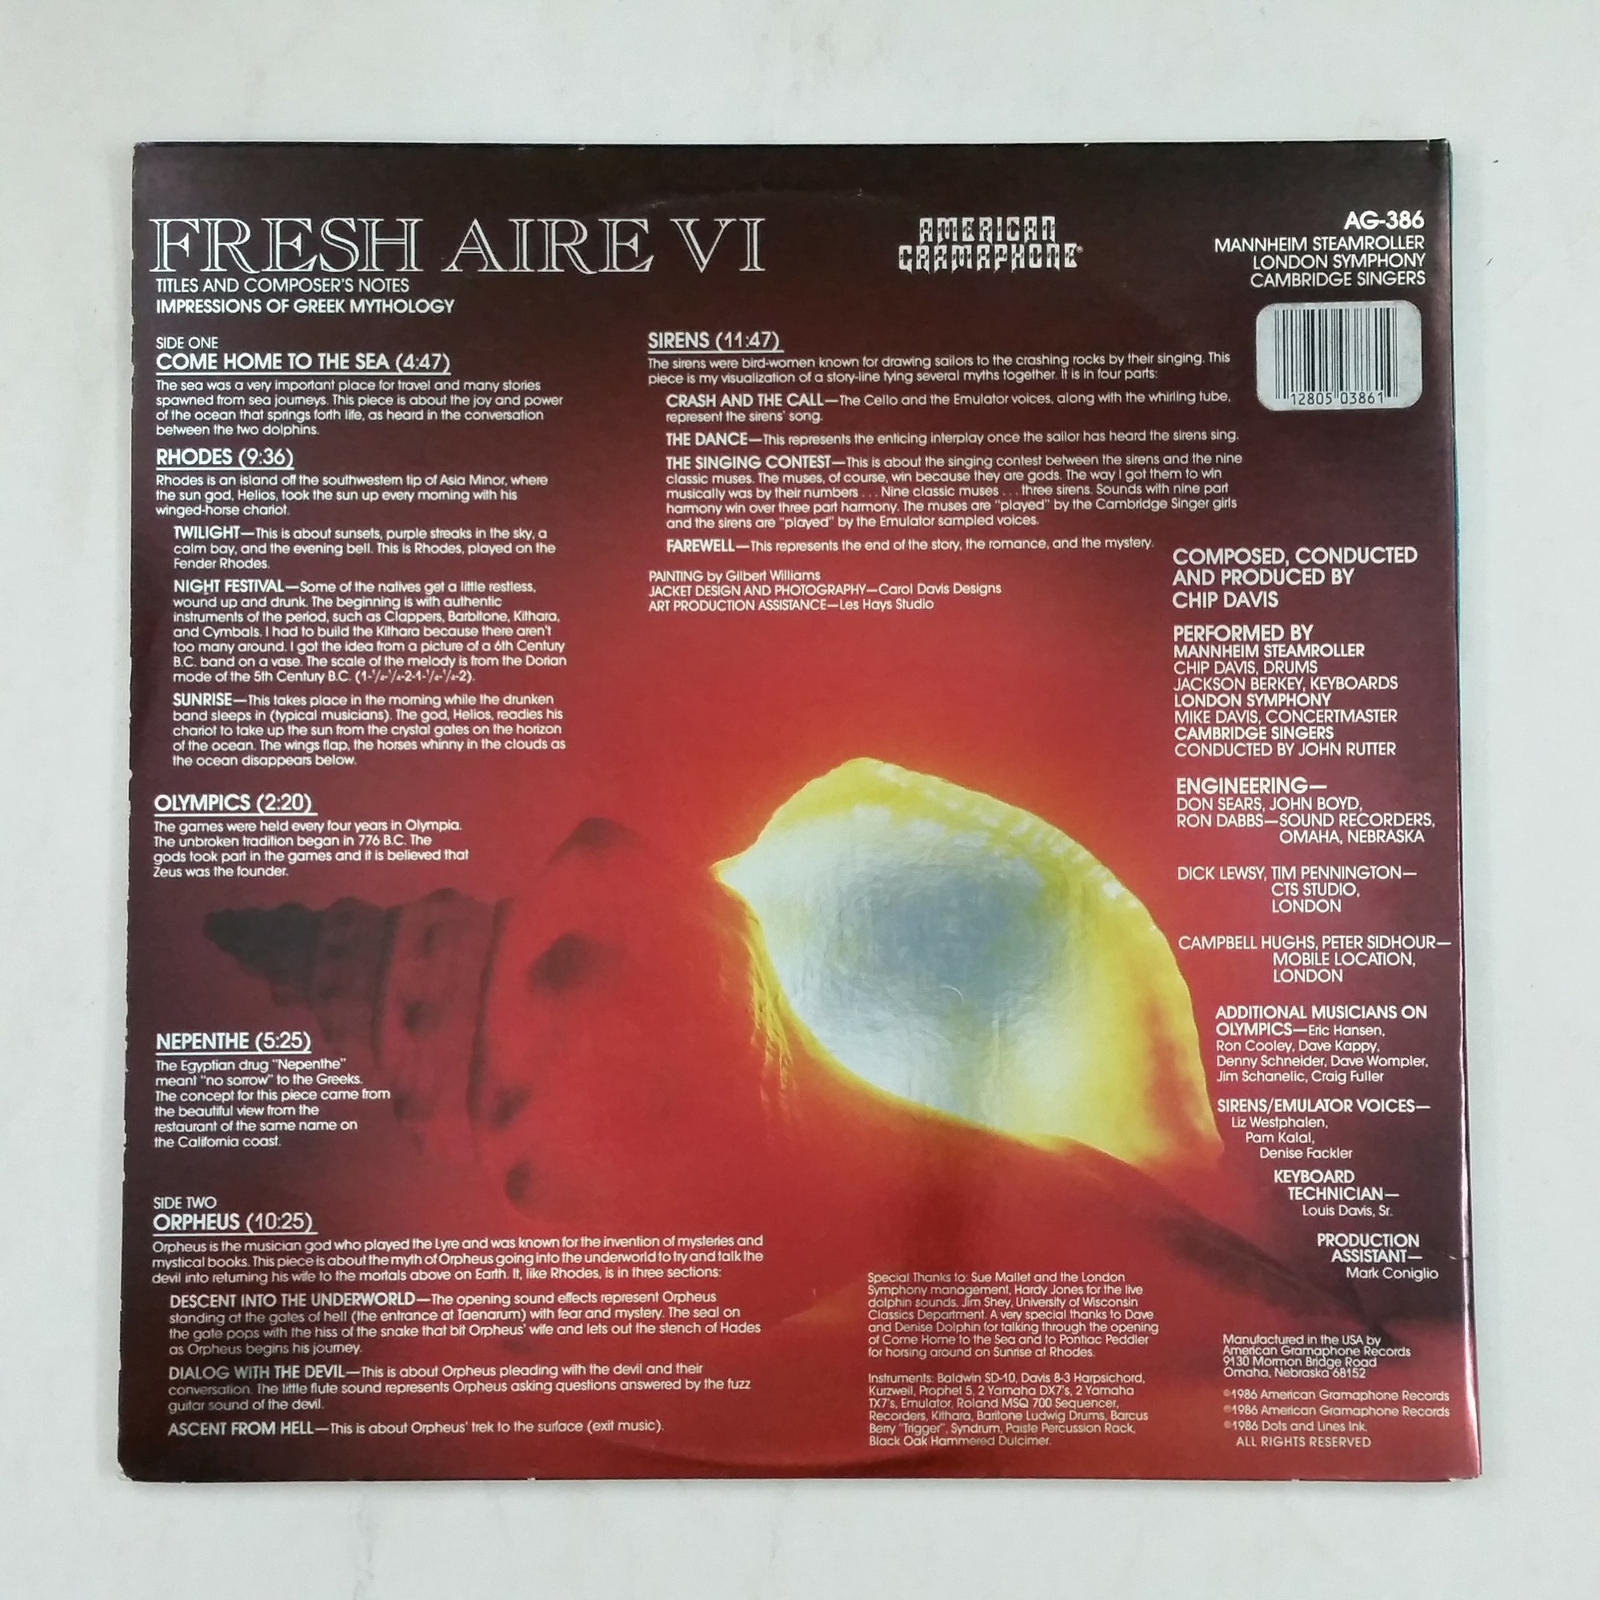 FRESH AIRE VI
TITLES AND COMPOSER'S NOTES
IMPRESSIONS OF GREEK MYTHOLOGY
AMERICAN
GRAMAPHONE®
AG-386
MANNHEIM STEAMROLLER
LONDON SYMPHONY
CAMBRIDGE SINGERS
12805 03861
SIDE ONE
COME HOME TO THE SEA (4:47)
The sea was a very important place for travel and many stories
spawned from sea journeys. This piece is about the joy and power
of the ocean that springs forth life, as heard in the conversation
between the two dolphins.
RHODES (9:36)
Rhodes is an island off the southwestern tip of Asia Minor, where
the sun god, Helios, took the sun up every morning with his
winged-horse chariot.
TWILIGHT—This is about sunsets, purple streaks in the sky, a
calm bay, and the evening bell. This is Rhodes, played on the
Fender Rhodes.
NIGHT FESTIVAL—Some of the natives get a little restless,
wound up and drunk. The beginning is with authentic
instruments of the period, such as Clappers, Barbitone, Kithara,
and Cymbals. I had to build the Kithara because there aren't
too many around. I got the idea from a picture of a 6th Century
B.C. band on a vase. The scale of the melody is from the Dorian
mode of the 5th Century B.C. (1-¹/₄-¹/₄-2-1-¹/₄-¹/₄-2).
SUNRISE—This takes place in the morning while the drunken
band sleeps in (typical musicians). The god, Helios, readies his
chariot to take up the sun from the crystal gates on the horizon
of the ocean. The wings flap, the horses whinny in the clouds as
the ocean disappears below.
OLYMPICS (2:20)
The games were held every four years in Olympia.
The unbroken tradition began in 776 B.C. The
gods took part in the games and it is believed that
Zeus was the founder.
NEPENTHE (5:25)
The Egyptian drug "Nepenthe"
meant "no sorrow" to the Greeks.
The concept for this piece came from
the beautiful view from the
restaurant of the same name on
the California coast.
SIDE TWO
ORPHEUS (10:25)
Orpheus is the musician god who played the Lyre and was known for the invention of mysteries and
mystical books. This piece is about the myth of Orpheus going into the underworld to try and talk the
devil into returning his wife to the mortals above on Earth. It, like Rhodes, is in three sections:
DESCENT INTO THE UNDERWORLD—The opening sound effects represent Orpheus
standing at the gates of hell (the entrance at Taenarum) with fear and mystery. The seal on
the gate pops with the hiss of the snake that bit Orpheus' wife and lets out the stench of Hades
as Orpheus begins his journey.
DIALOG WITH THE DEVIL—This is about Orpheus pleading with the devil and their
conversation. The little flute sound represents Orpheus asking questions answered by the fuzz
guitar sound of the devil.
ASCENT FROM HELL—This is about Orpheus' trek to the surface (exit music).
SIRENS (11:47)
The sirens were bird-women known for drawing sailors to the crashing rocks by their singing. This
piece is my visualization of a story-line tying several myths together. It is in four parts:
CRASH AND THE CALL—The Cello and the Emulator voices, along with the whirling tube,
represent the sirens' song.
THE DANCE—This represents the enticing interplay once the sailor has heard the sirens sing.
THE SINGING CONTEST—This is about the singing contest between the sirens and the nine
classic muses. The muses, of course, win because they are gods. The way I got them to win
musically was by their numbers . . . Nine classic muses . . . three sirens. Sounds with nine part
harmony win over three part harmony. The muses are "played" by the Cambridge Singer girls
and the sirens are "played" by the Emulator sampled voices.
FAREWELL—This represents the end of the story, the romance, and the mystery.
PAINTING by Gilbert Williams
JACKET DESIGN AND PHOTOGRAPHY—Carol Davis Designs
ART PRODUCTION ASSISTANCE—Les Hays Studio
COMPOSED, CONDUCTED
AND PRODUCED BY
CHIP DAVIS
PERFORMED BY
MANNHEIM STEAMROLLER
CHIP DAVIS, DRUMS
JACKSON BERKEY, KEYBOARDS
LONDON SYMPHONY
MIKE DAVIS, CONCERTMASTER
CAMBRIDGE SINGERS
CONDUCTED BY JOHN RUTTER
ENGINEERING—
DON SEARS, JOHN BOYD,
RON DABBS—SOUND RECORDERS,
OMAHA, NEBRASKA
DICK LEWSY, TIM PENNINGTON—
CTS STUDIO,
LONDON
CAMPBELL HUGHS, PETER SIDHOUR—
MOBILE LOCATION,
LONDON
ADDITIONAL MUSICIANS ON
OLYMPICS—Eric Hansen,
Ron Cooley, Dave Kappy,
Denny Schneider, Dave Wompler,
Jim Schanelic, Craig Fuller
SIRENS/EMULATOR VOICES—
Liz Westphalen,
Pam Kalal,
Denise Fackler
KEYBOARD
TECHNICIAN—
Louis Davis, Sr.
PRODUCTION
ASSISTANT—
Mark Coniglio
Special Thanks to: Sue Mallet and the London
Symphony management, Hardy Jones for the live
dolphin sounds, Jim Shey, University of Wisconsin
Classics Department. A very special thanks to Dave
and Denise Dolphin for talking through the opening
of Come Home to the Sea and to Pontiac Peddler
for horsing around on Sunrise at Rhodes.
Instruments: Baldwin SD-10, Davis 8-3 Harpsichord,
Kurzweil, Prophet 5, 2 Yamaha DX7's, 2 Yamaha
TX7's, Emulator, Roland MSQ 700 Sequencer,
Recorders, Kithara, Baritone Ludwig Drums, Barcus
Berry "Trigger", Syndrum, Paiste Percussion Rack,
Black Oak Hammered Dulcimer.
Manufactured in the USA by
American Gramaphone Records
9130 Mormon Bridge Road
Omaha, Nebraska 68152
©1986 American Gramaphone Records
℗1986 American Gramaphone Records
©1986 Dots and Lines Ink.
ALL RIGHTS RESERVED